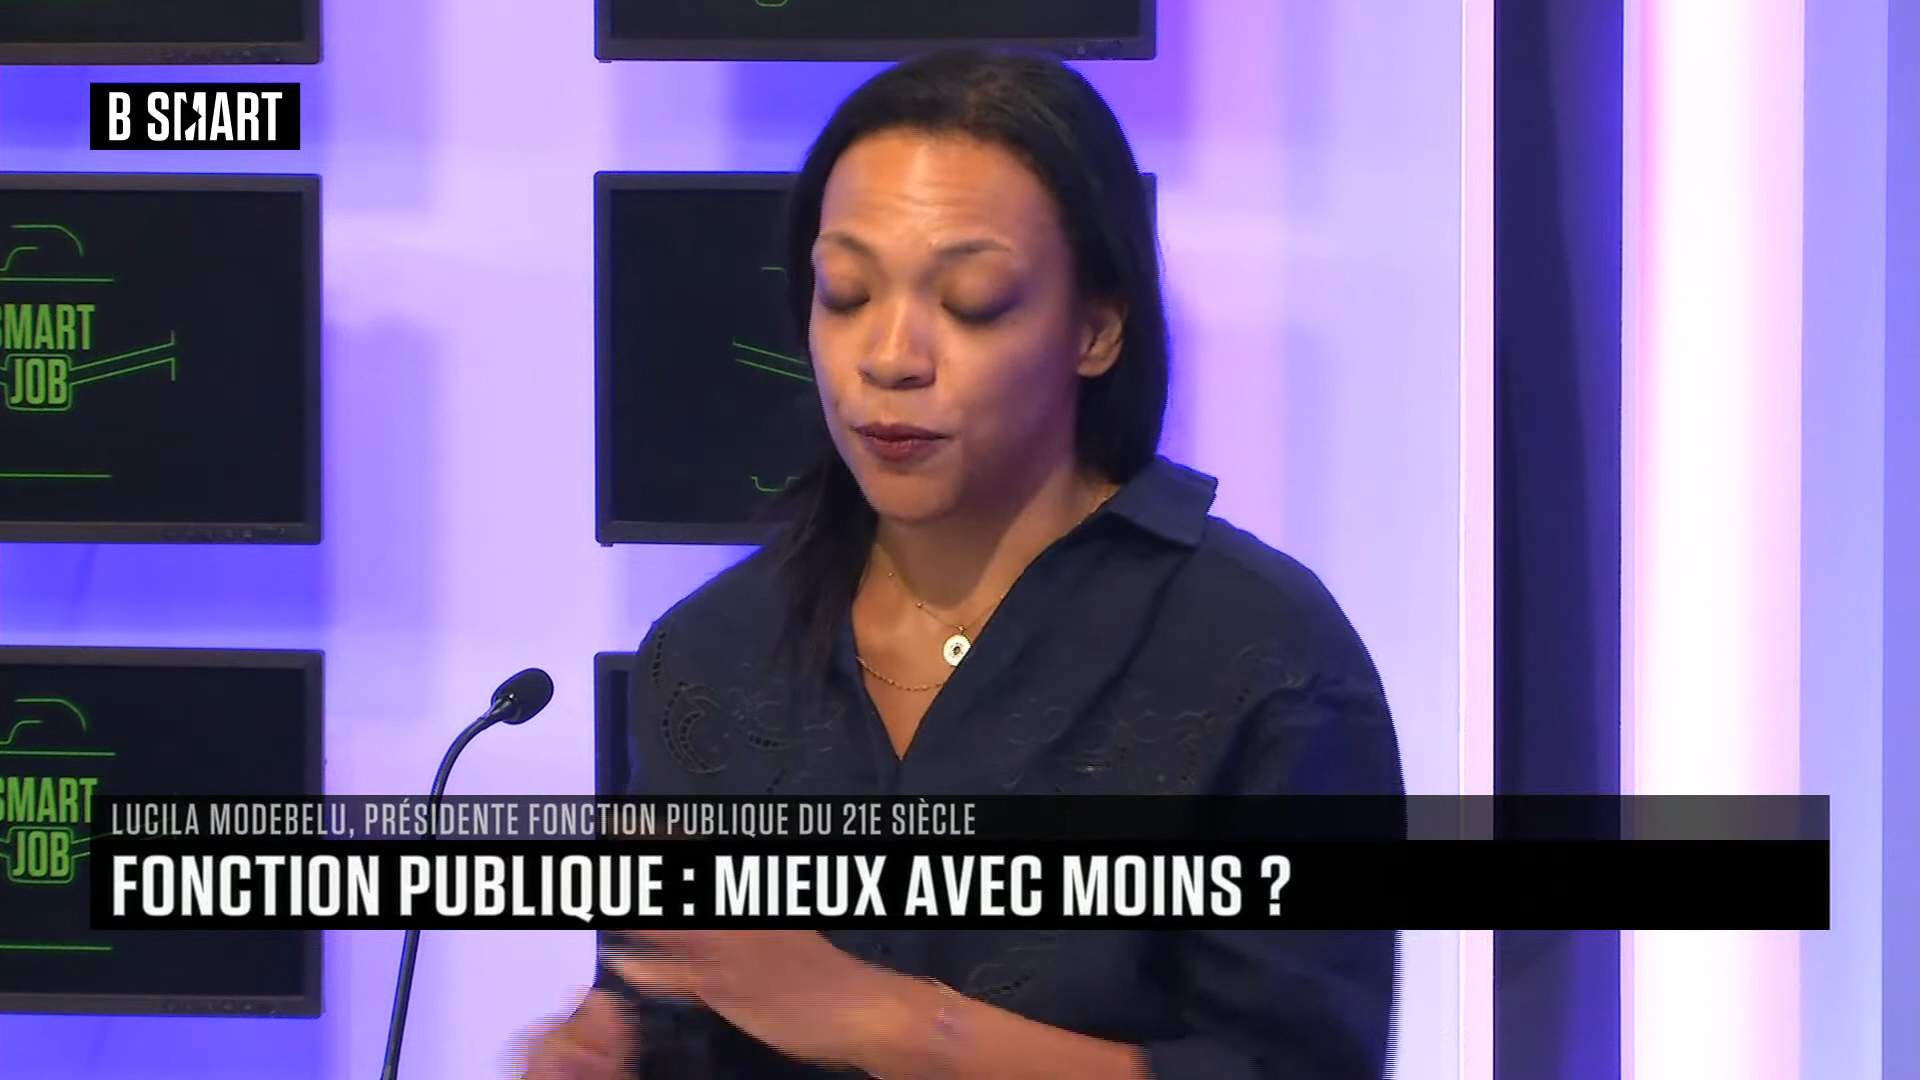 B SMART
SMART
JOB
SMART
JOB
LUCILA MODEBELU, PRÉSIDENTE FONCTION PUBLIQUE DU 21E SIÈCLE
FONCTION PUBLIQUE : MIEUX AVEC MOINS ?